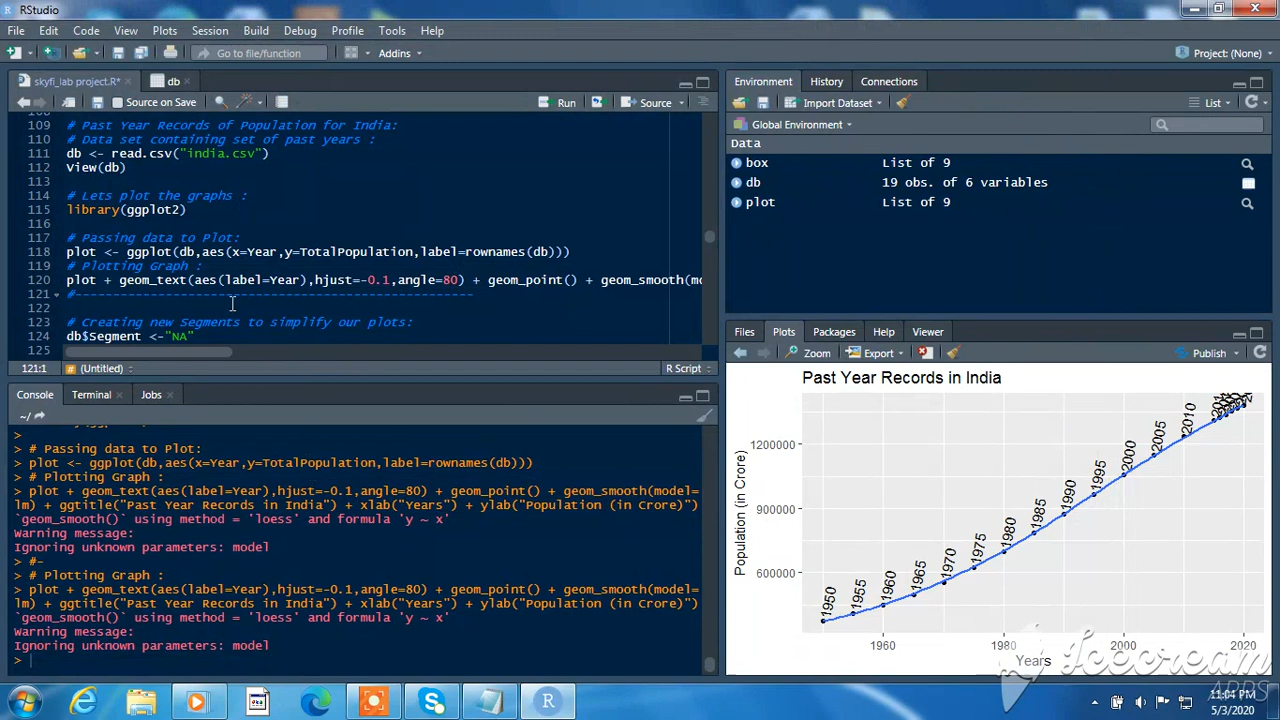 RStudio
File Edit Code View Plots Session Build Debug Profile Tools Help
Go to file/function Addins Project: (None)
skyfi_lab project.R* db
Source on Save Run Source
109 # Past Year Records of Population for India:
110 # Data set containing set of past years :
111 db <- read.csv("india.csv")
112 View(db)
113
114 # Lets plot the graphs :
115 library(ggplot2)
116
117 # Passing data to Plot:
118 plot <- ggplot(db,aes(x=Year,y=TotalPopulation,label=rownames(db)))
119 # Plotting Graph :
120 plot + geom_text(aes(label=Year),hjust=-0.1,angle=80) + geom_point() + geom_smooth(mo
121 #---------------------------------------------------------
122
123 # Creating new Segments to simplify our plots:
124 db$Segment <-"NA"
125
121:1 (Untitled) R Script
Console Terminal Jobs
~/
>
> # Passing data to Plot:
> plot <- ggplot(db,aes(x=Year,y=TotalPopulation,label=rownames(db)))
> # Plotting Graph :
> plot + geom_text(aes(label=Year),hjust=-0.1,angle=80) + geom_point() + geom_smooth(model=
lm) + ggtitle("Past Year Records in India") + xlab("Years") + ylab("Population (in Crore)")
`geom_smooth()` using method = 'loess' and formula 'y ~ x'
Warning message:
Ignoring unknown parameters: model
> #-
> # Plotting Graph :
> plot + geom_text(aes(label=Year),hjust=-0.1,angle=80) + geom_point() + geom_smooth(model=
lm) + ggtitle("Past Year Records in India") + xlab("Years") + ylab("Population (in Crore)")
`geom_smooth()` using method = 'loess' and formula 'y ~ x'
Warning message:
Ignoring unknown parameters: model
>
Environment History Connections
Import Dataset List
Global Environment
Data
box List of 9
db 19 obs. of 6 variables
plot List of 9
Files Plots Packages Help Viewer
Zoom Export Publish
Past Year Records in India
Population (in Crore)
1200000
900000
600000
1950 1955 1960 1965 1970 1975 1980 1985 1990 1995 2000 2005 2010
1960 1980 2000 2020
Years
Icecream
APPS
11:04 PM
5/3/2020